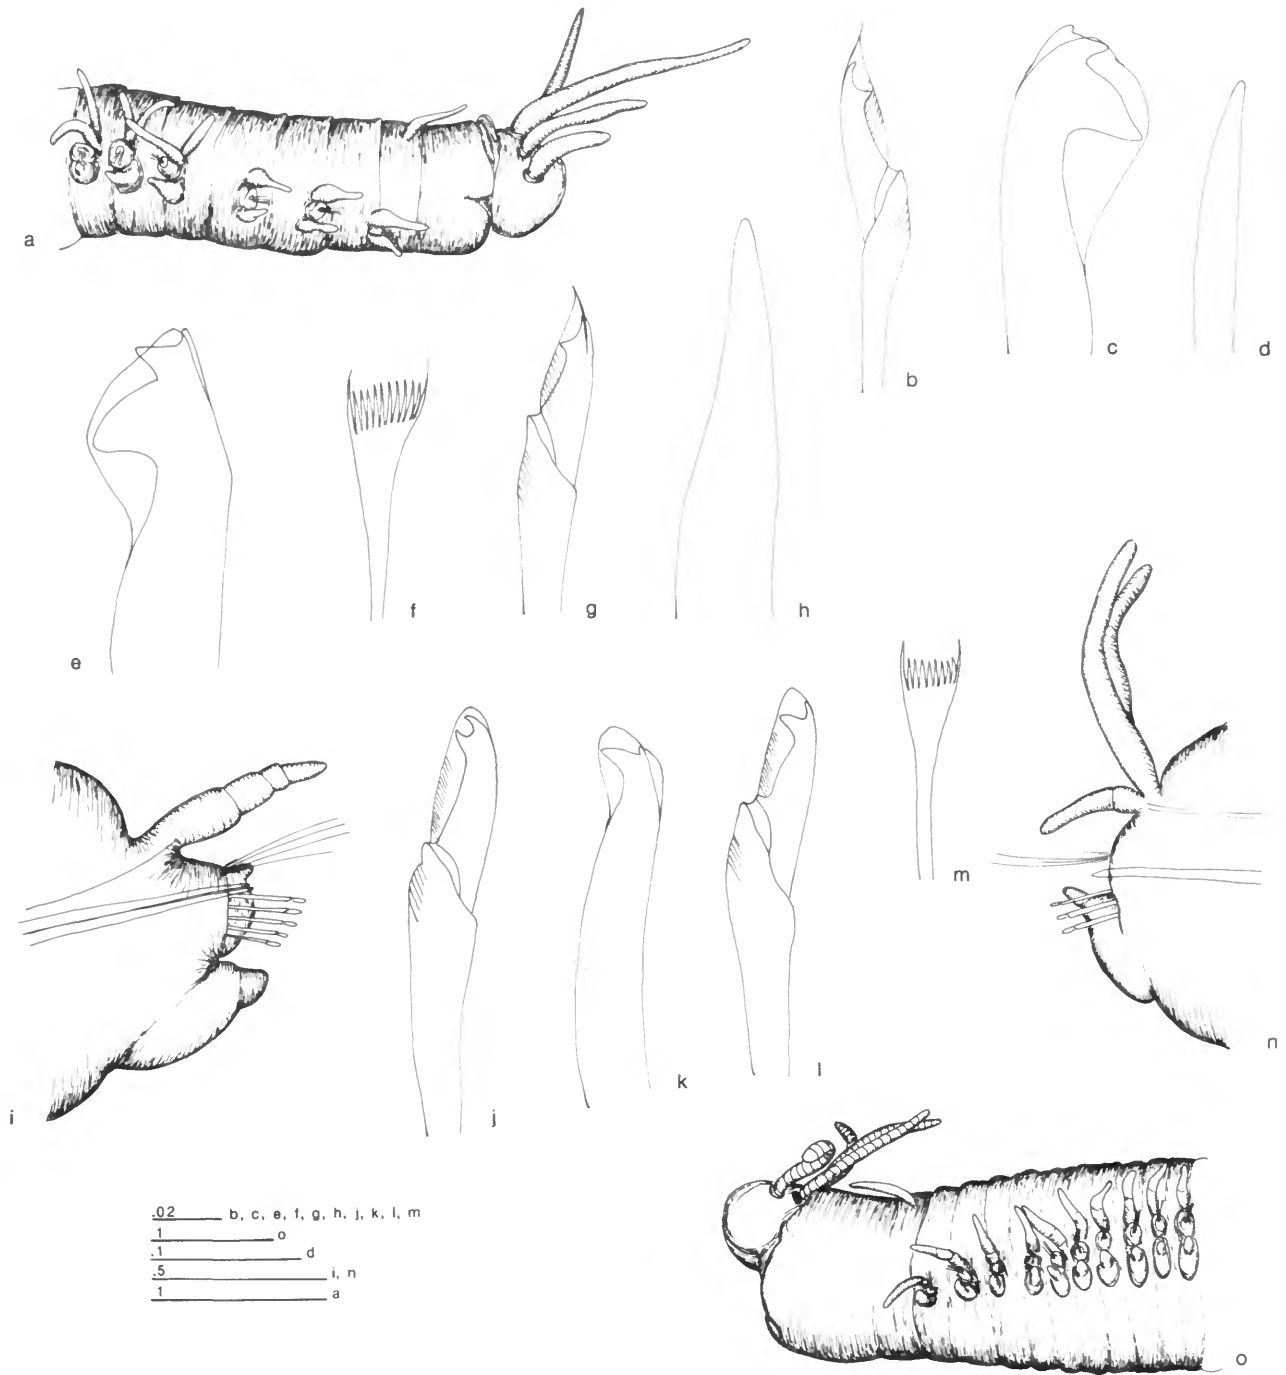 a
b
c
d
e
f
g
h
i
j
k
l
m
n
o
.02 b, c, e, f, g, h, j, k, l, m
1 o
.1 d
.5 i, n
1 a